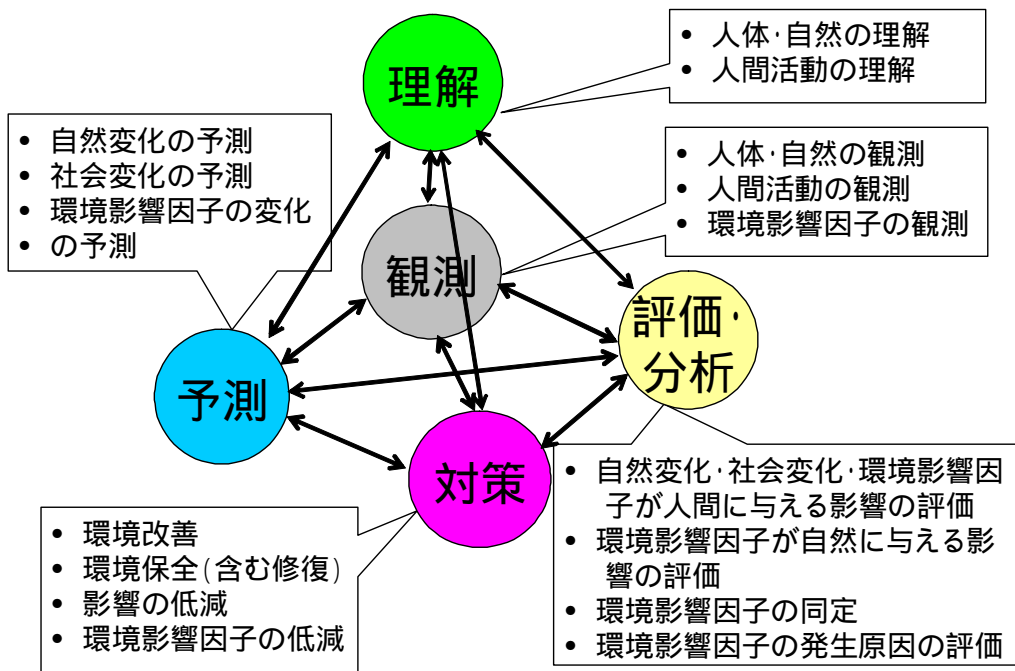 理解
• 人体・自然の理解
• 人間活動の理解
• 自然変化の予測
• 社会変化の予測
• 環境影響因子の変化
• の予測
• 人体・自然の観測
• 人間活動の観測
• 環境影響因子の観測
観測
評価・
分析
予測
対策
• 環境改善
• 環境保全(含む修復)
• 影響の低減
• 環境影響因子の低減
• 自然変化・社会変化・環境影響因
子が人間に与える影響の評価
• 環境影響因子が自然に与える影
響の評価
• 環境影響因子の同定
• 環境影響因子の発生原因の評価